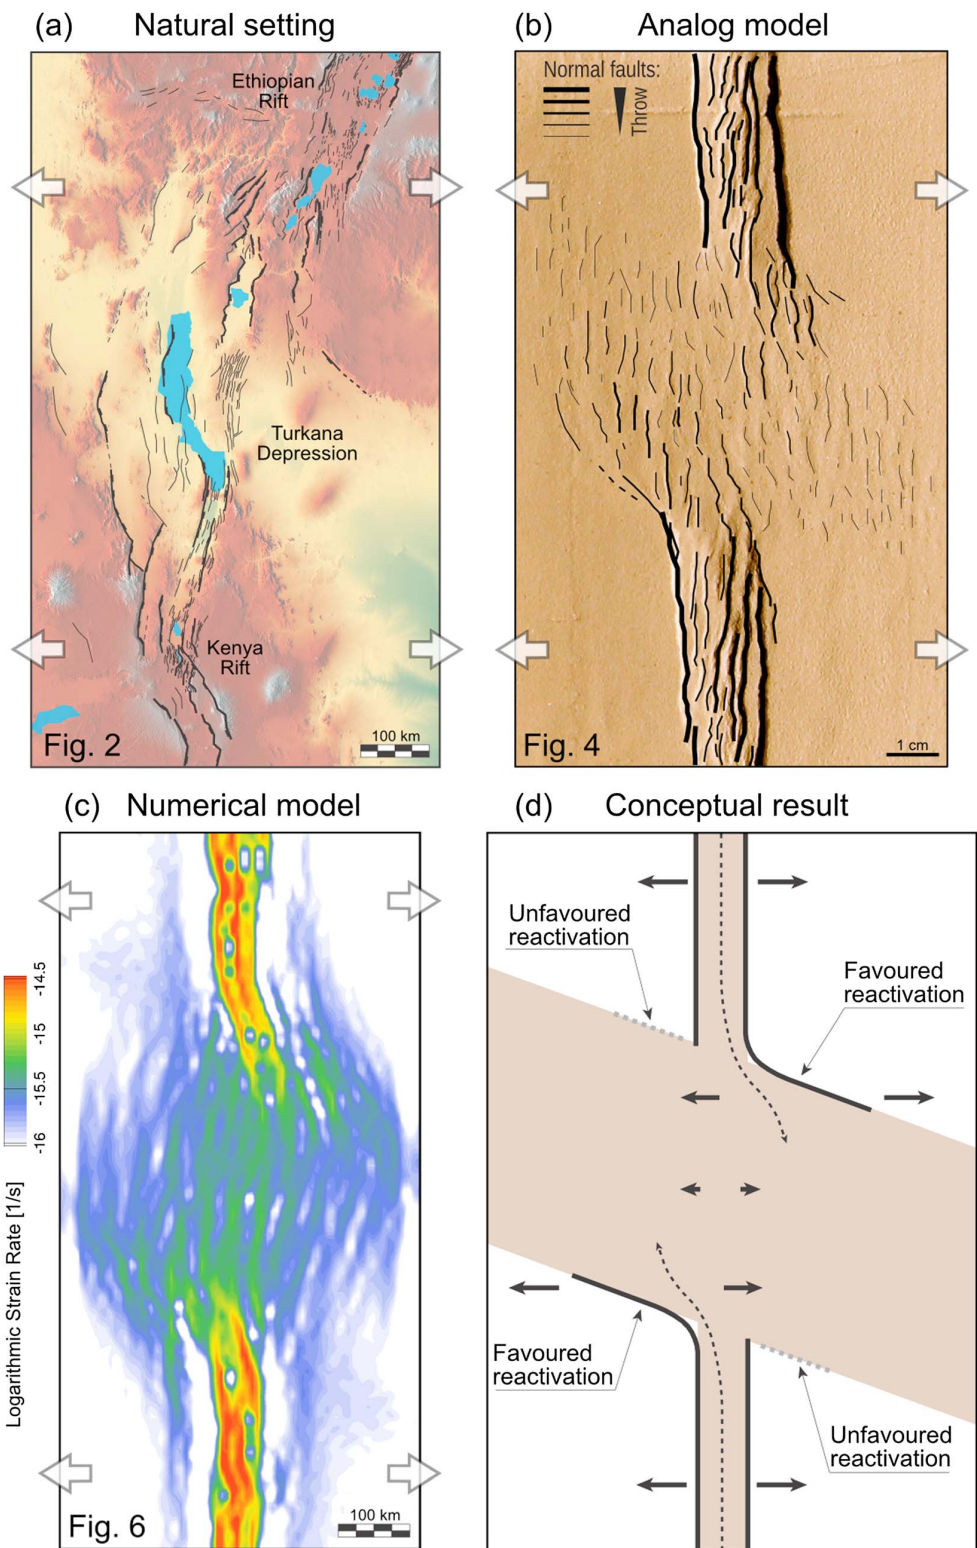 (a) Natural setting
Ethiopian
Rift
Turkana
Depression
Kenya
Rift
100 km
Fig. 2
(b) Analog model
Normal faults:
Throw
Fig. 4
1 cm
(c) Numerical model
-14.5
-15
-15.5
-16
Logarithmic Strain Rate [1/s]
100 km
Fig. 6
(d) Conceptual result
Unfavoured
reactivation
Favoured
reactivation
Favoured
reactivation
Unfavoured
reactivation